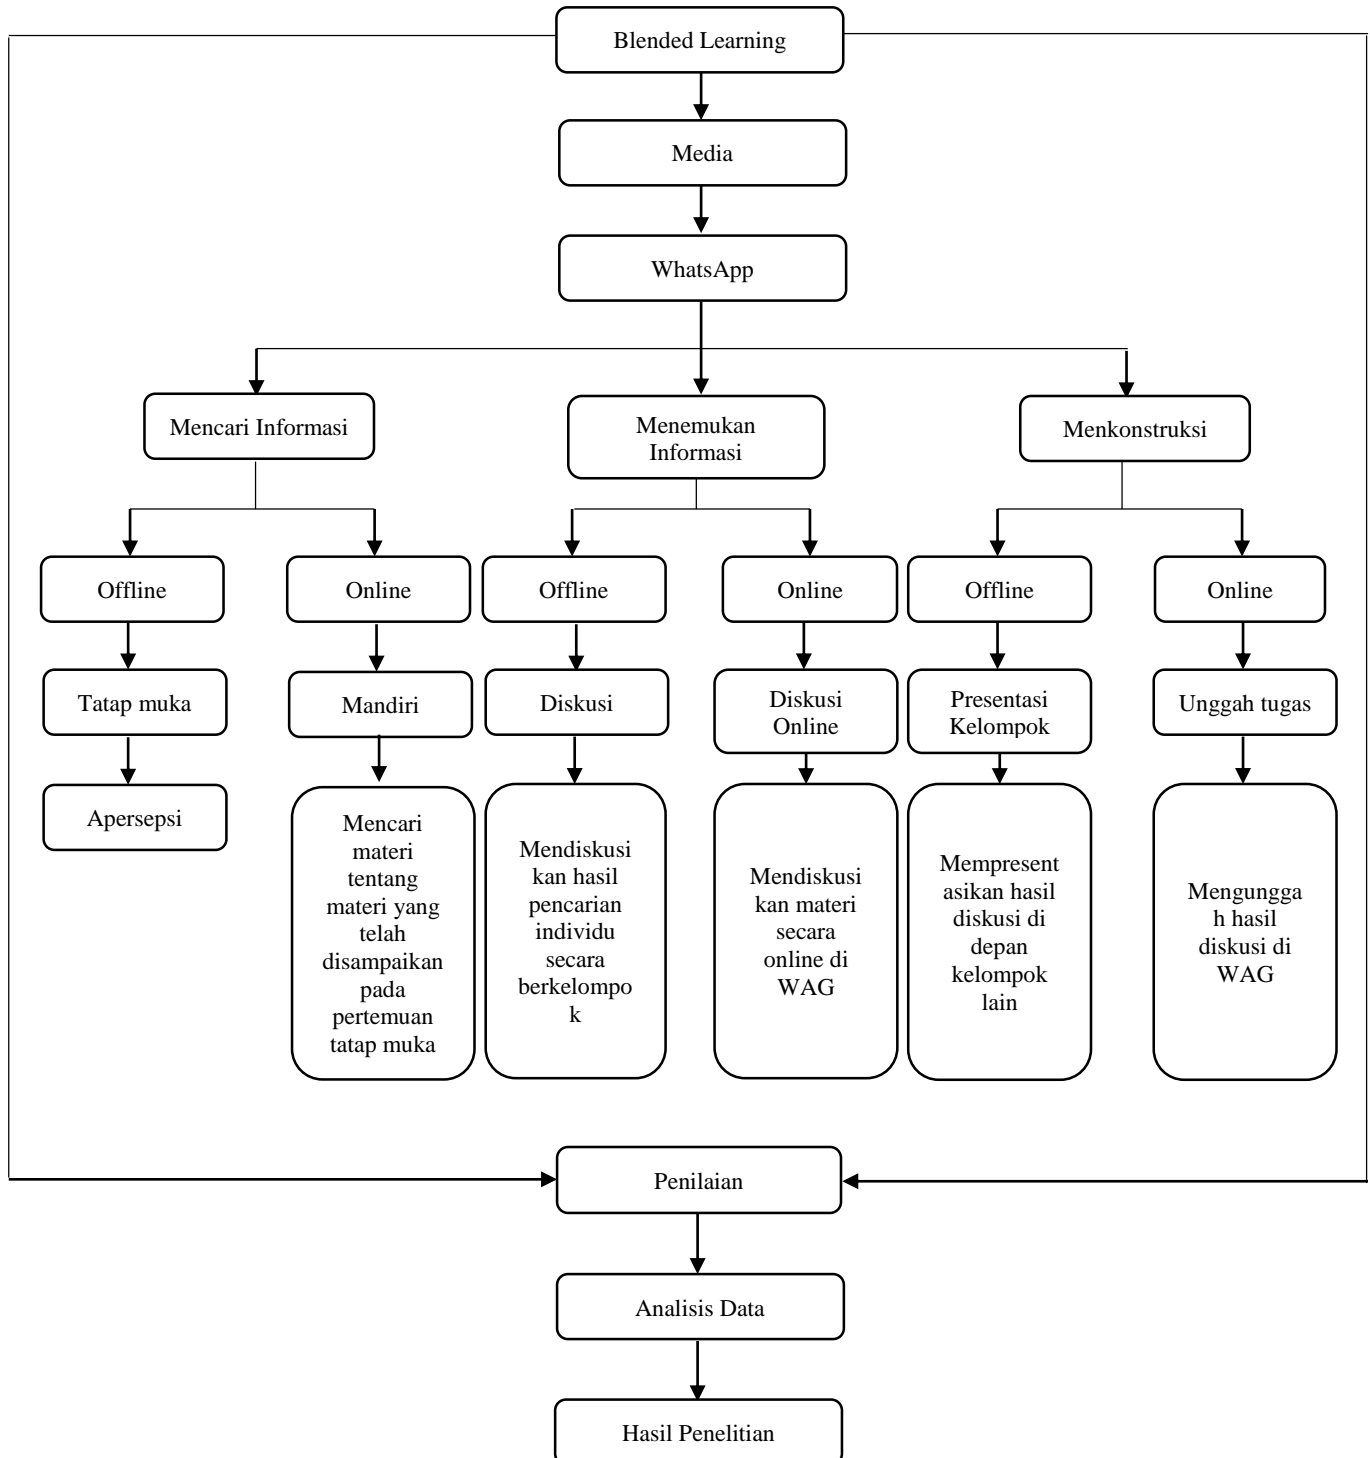 Blended Learning
Media
WhatsApp
Mencari Informasi
Menemukan
Informasi
Menkonstruksi
Offline
Online
Offline
Online
Offline
Online
Tatap muka
Mandiri
Diskusi
Diskusi
Online
Presentasi
Kelompok
Unggah tugas
Apersepsi
Mencari
materi
tentang
materi yang
telah
disampaikan
pada
pertemuan
tatap muka
Mendiskusi
kan hasil
pencarian
individu
secara
berkelompo
k
Mendiskusi
kan materi
secara
online di
WAG
Mempresent
asikan hasil
diskusi di
depan
kelompok
lain
Mengungga
h hasil
diskusi di
WAG
Penilaian
Analisis Data
Hasil Penelitian